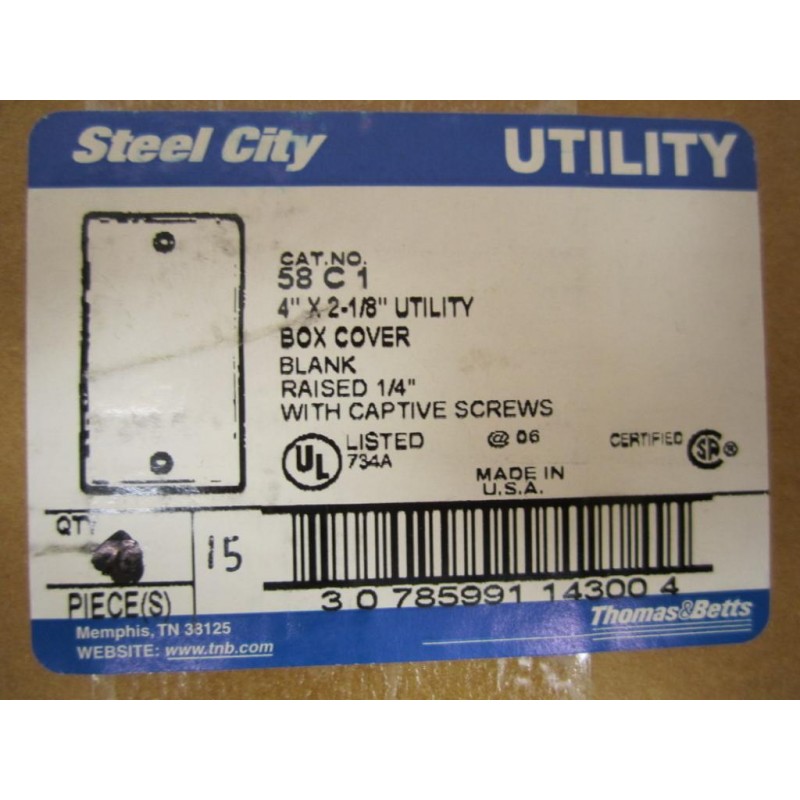 Steel City UTILITY
CAT.NO.
58 C 1
4" X 2-1/8" UTILITY
BOX COVER
BLANK
RAISED 1/4"
WITH CAPTIVE SCREWS
UL LISTED 734A @ 06 CERTIFIED SA ®
MADE IN
U.S.A.
QTY 15
PIECE(S)
3 0 785991 14300 4
Thomas&Betts
Memphis, TN 38125
WEBSITE: www.tnb.com